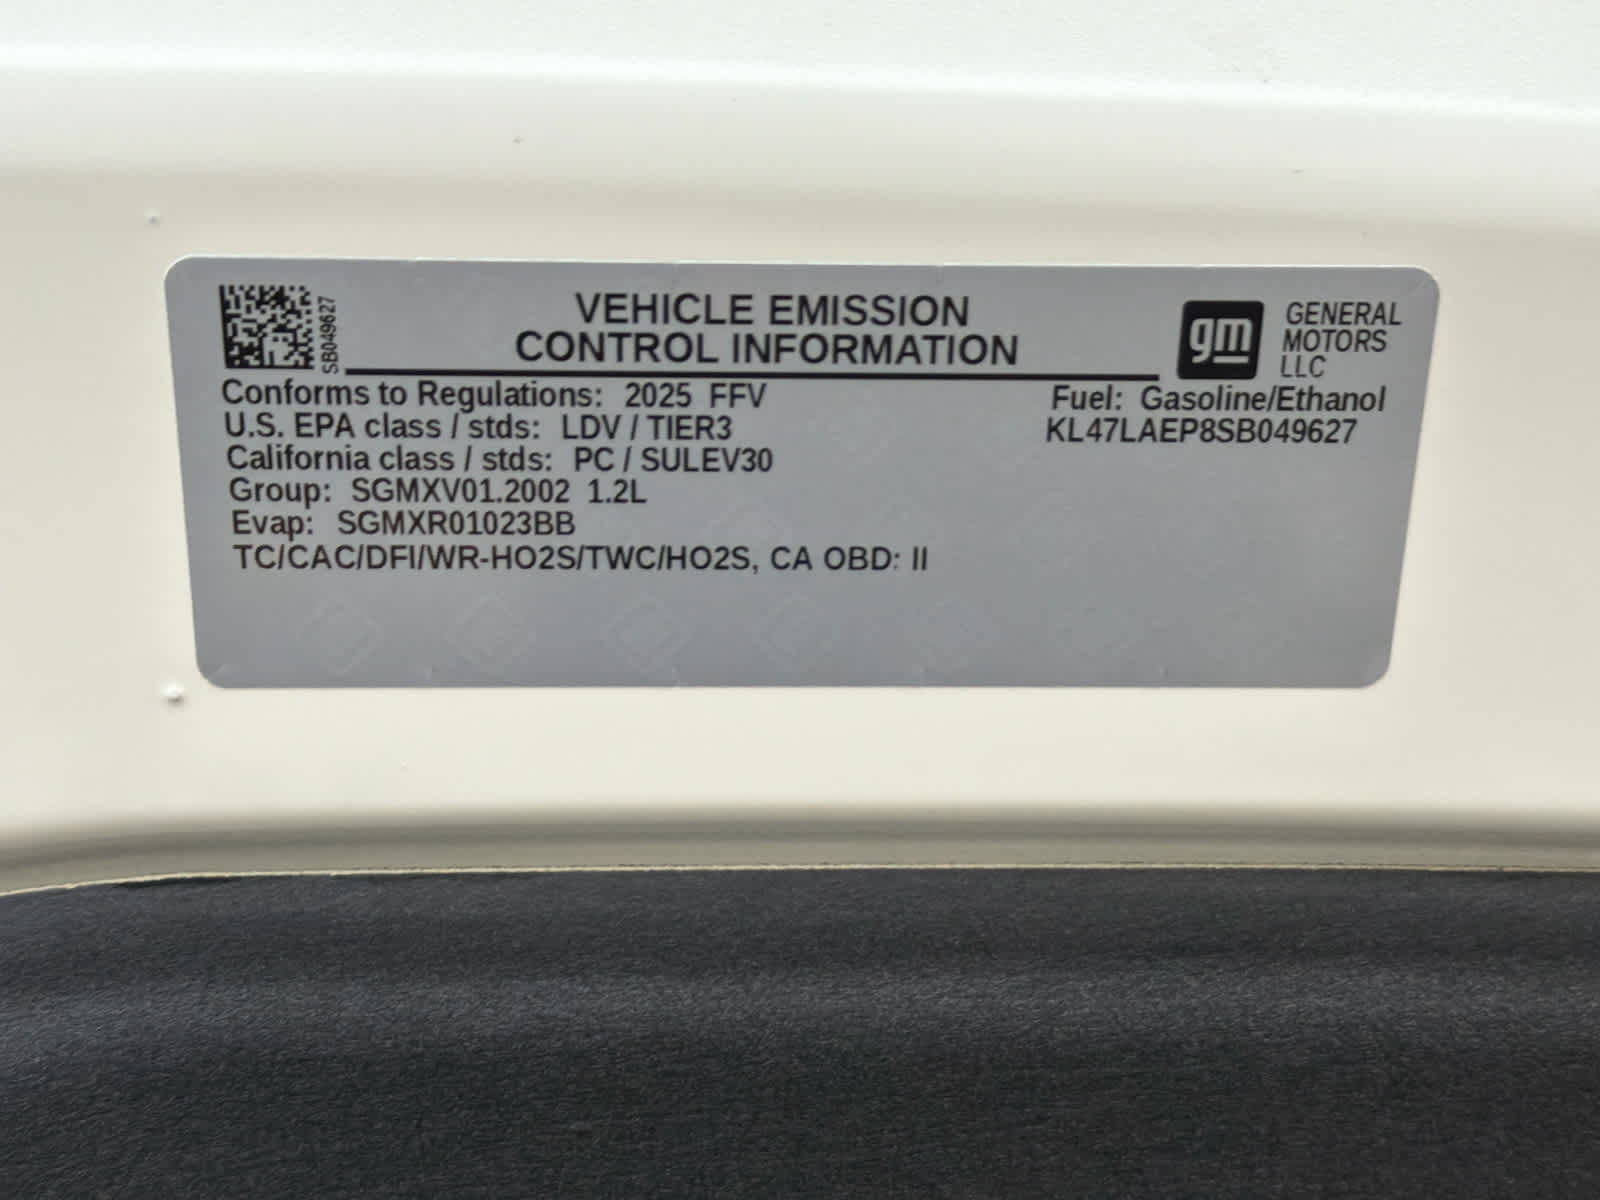 SB049627
VEHICLE EMISSION
CONTROL INFORMATION
gm
GENERAL
MOTORS
LLC
Conforms to Regulations: 2025 FFV
Fuel: Gasoline/Ethanol
U.S. EPA class / stds: LDV / TIER3
KL47LAEP8SB049627
California class / stds: PC / SULEV30
Group: SGMXV01.2002 1.2L
Evap: SGMXR01023BB
TC/CAC/DFI/WR-HO2S/TWC/HO2S, CA OBD: II